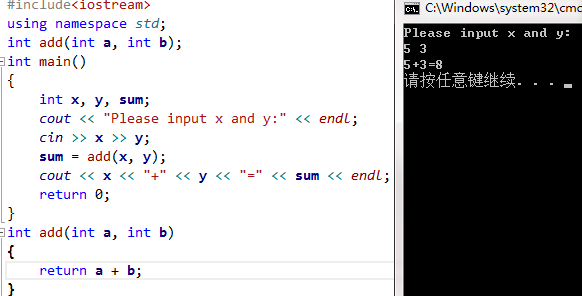 #include<iostream>
using namespace std;
int add(int a, int b);
int main()
{
int x, y, sum;
cout << "Please input x and y:" << endl;
cin >> x >> y;
sum = add(x, y);
cout << x << "+" << y << "=" << sum << endl;
return 0;
}
int add(int a, int b)
{
return a + b;
}
C:\Windows\system32\cmd
Please input x and y:
5 3
5+3=8
请按任意键继续. . .